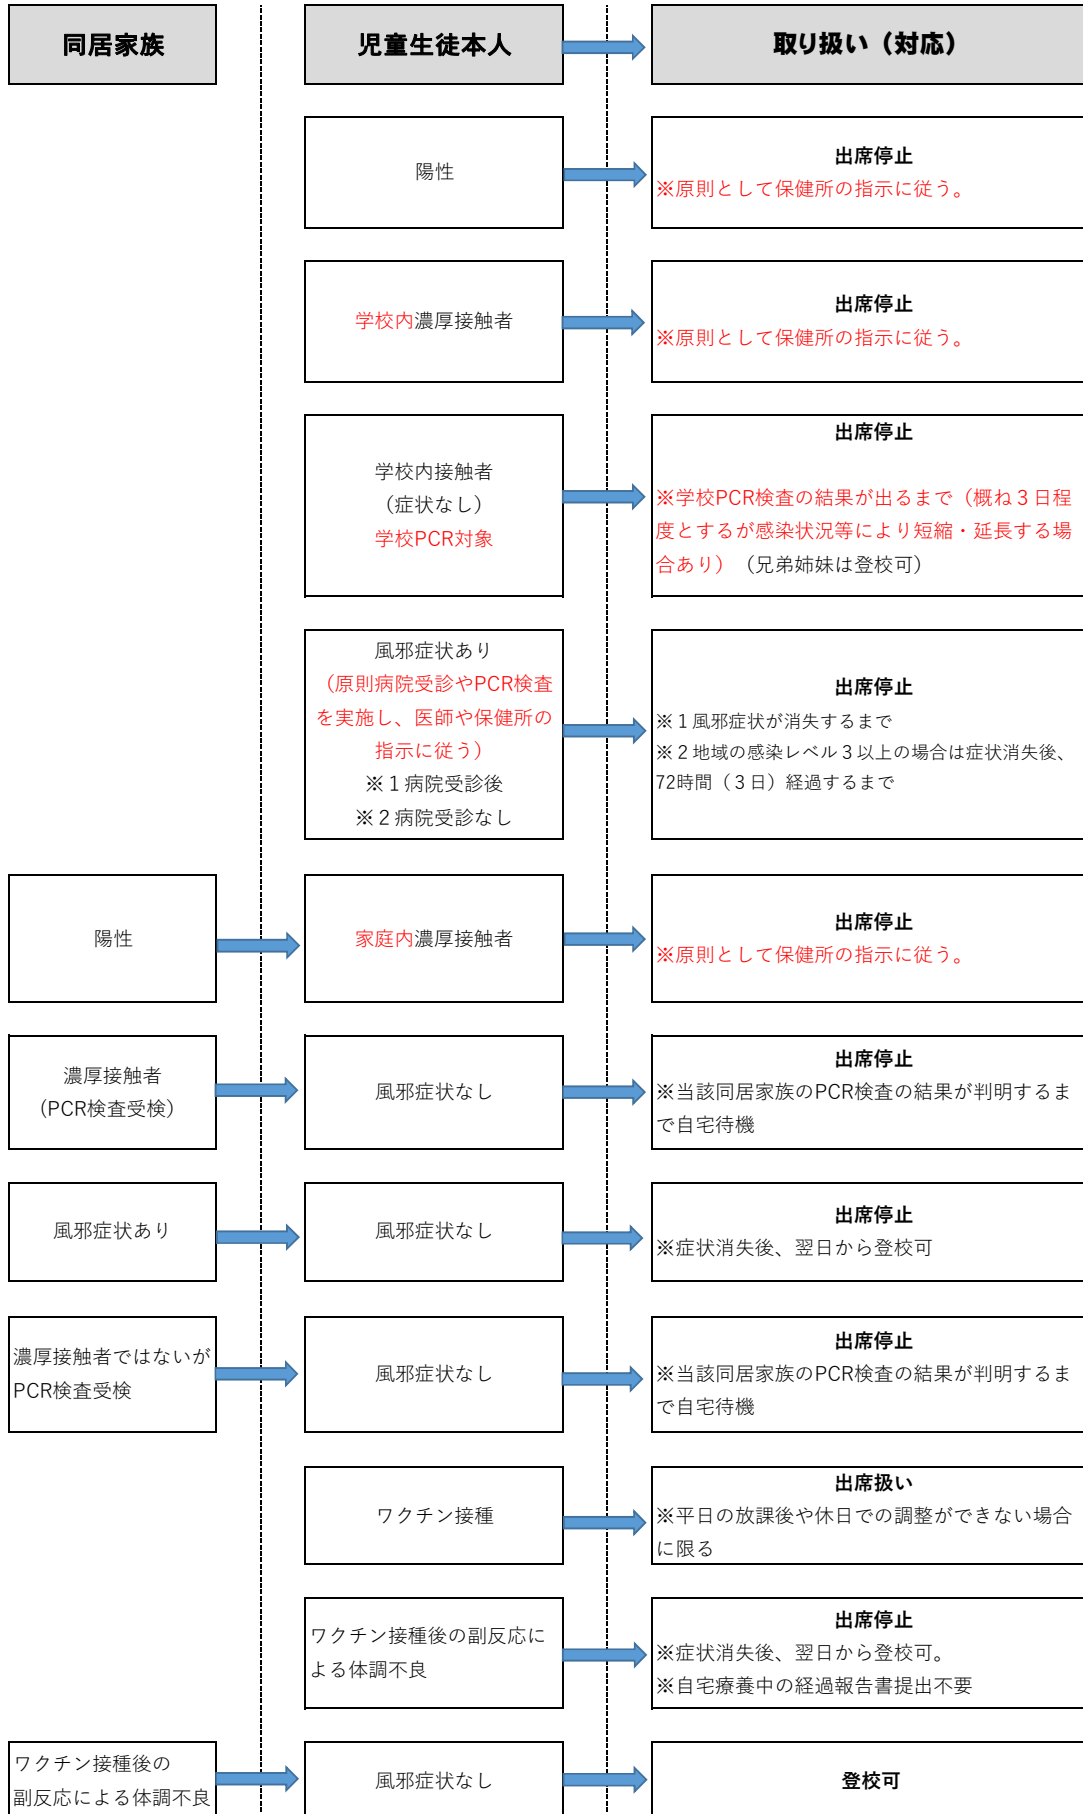 同居家族
児童生徒本人
取り扱い（対応）
陽性
出席停止
※原則として保健所の指示に従う。
学校内濃厚接触者
出席停止
※原則として保健所の指示に従う。
学校内接触者
（症状なし）
学校PCR対象
出席停止
※学校PCR検査の結果が出るまで（概ね３日程
度とするが感染状況等により短縮・延長する場
合あり）（兄弟姉妹は登校可）
風邪症状あり
（原則病院受診やPCR検査
を実施し、医師や保健所の
指示に従う）
※１病院受診後
※２病院受診なし
出席停止
※１風邪症状が消失するまで
※２地域の感染レベル３以上の場合は症状消失後、
72時間（３日）経過するまで
陽性
家庭内濃厚接触者
出席停止
※原則として保健所の指示に従う。
濃厚接触者
（PCR検査受検）
風邪症状なし
出席停止
※当該同居家族のPCR検査の結果が判明するま
で自宅待機
風邪症状あり
風邪症状なし
出席停止
※症状消失後、翌日から登校可
濃厚接触者ではないが
PCR検査受検
風邪症状なし
出席停止
※当該同居家族のPCR検査の結果が判明するま
で自宅待機
ワクチン接種
出席扱い
※平日の放課後や休日での調整ができない場合
に限る
ワクチン接種後の副反応に
よる体調不良
出席停止
※症状消失後、翌日から登校可。
※自宅療養中の経過報告書提出不要
ワクチン接種後の
副反応による体調不良
風邪症状なし
登校可